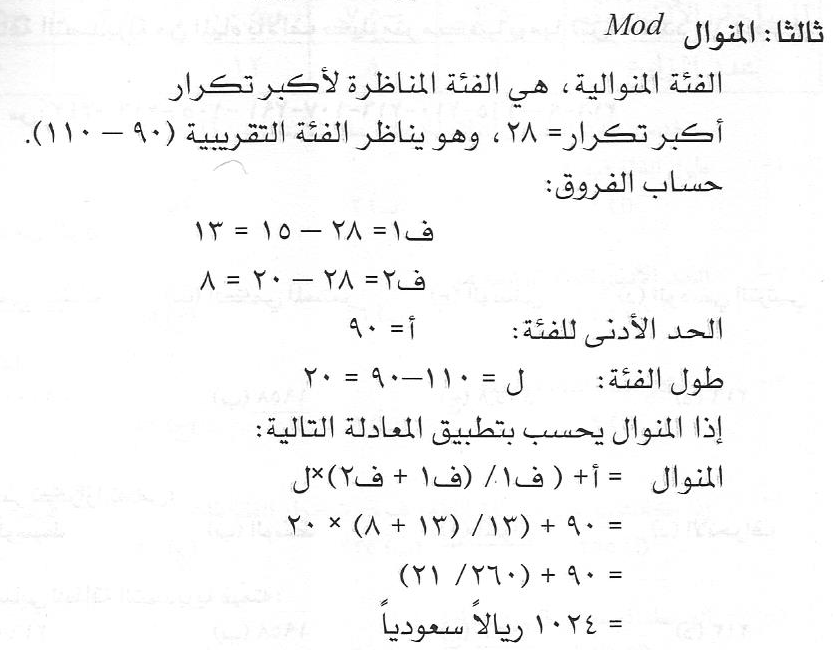 ثالثا: المنوال Mod
الفئة المنوالية، هي الفئة المناظرة لأكبر تكرار
أكبر تكرار= ٢٨، وهو يناظر الفئة التقريبية (٩٠ – ١١٠).
حساب الفروق:
ف١= ٢٨ – ١٥ = ١٣
ف٢= ٢٨ – ٢٠ = ٨
الحد الأدنى للفئة: أ= ٩٠
طول الفئة: ل = ١١٠–٩٠ = ٢٠
إذا المنوال يحسب بتطبيق المعادلة التالية:
المنوال = أ+ ( ف١/ (ف١ + ف٢)×ل
= ٩٠ + (١٣/ (١٣ + ٨) × ٢٠
= ٩٠ + (٢٦٠/ ٢١)
= ١٠٢٤ ريالاً سعودياً